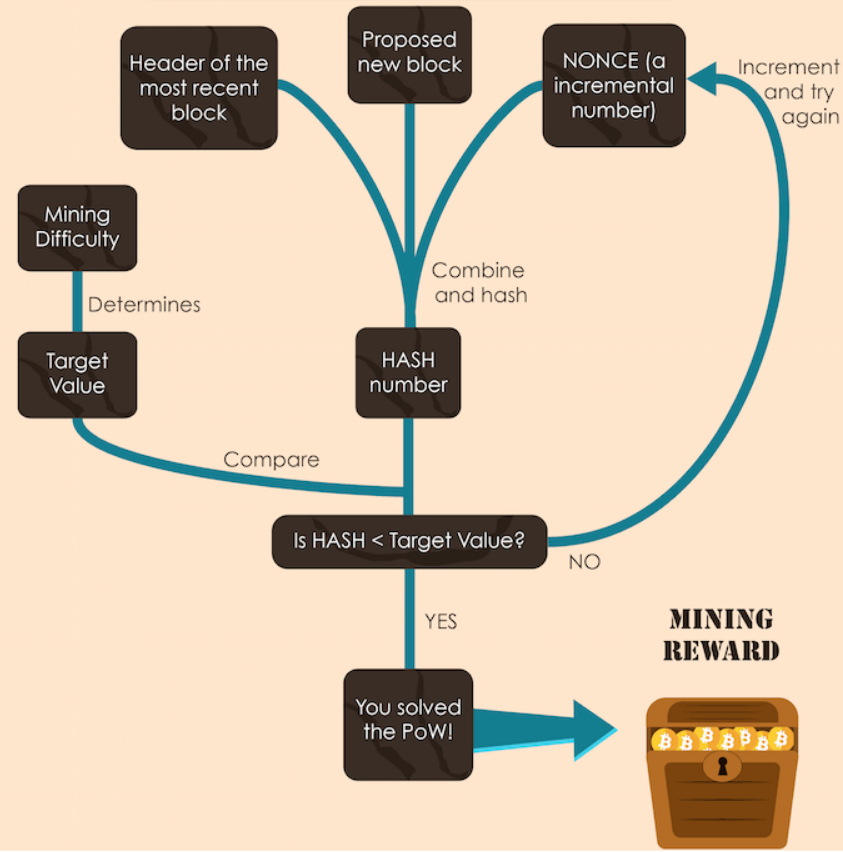 Header of the
most recent
block
Proposed
new block
NONCE (a
incremental
number)
Increment
and try
again
Mining
Difficulty
Combine
and hash
Determines
Target
Value
HASH
number
Compare
Is HASH < Target Value?
NO
YES
MINING
REWARD
You solved
the PoW!